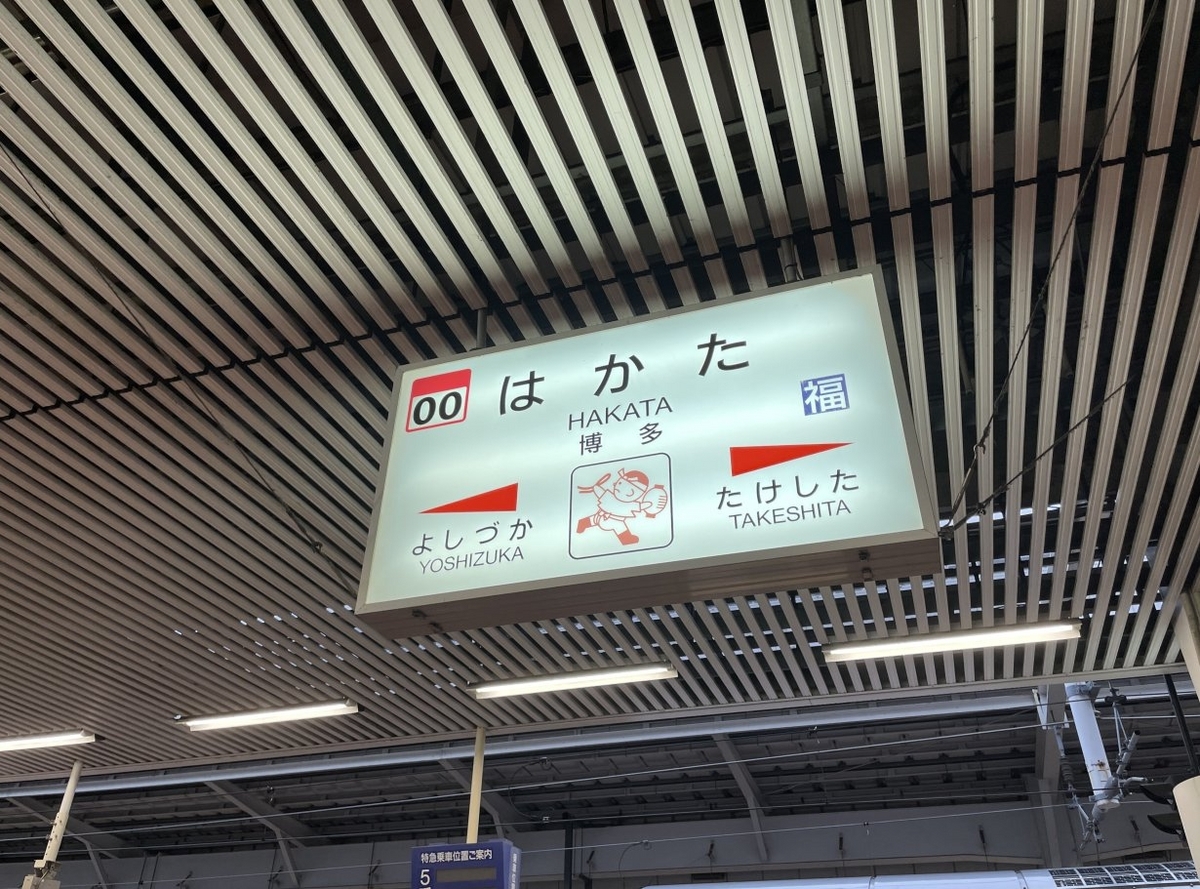 00
はかた
HAKATA
博多
福
よしづか
YOSHIZUKA
たけした
TAKESHITA
特急乗車位置ご案内
5